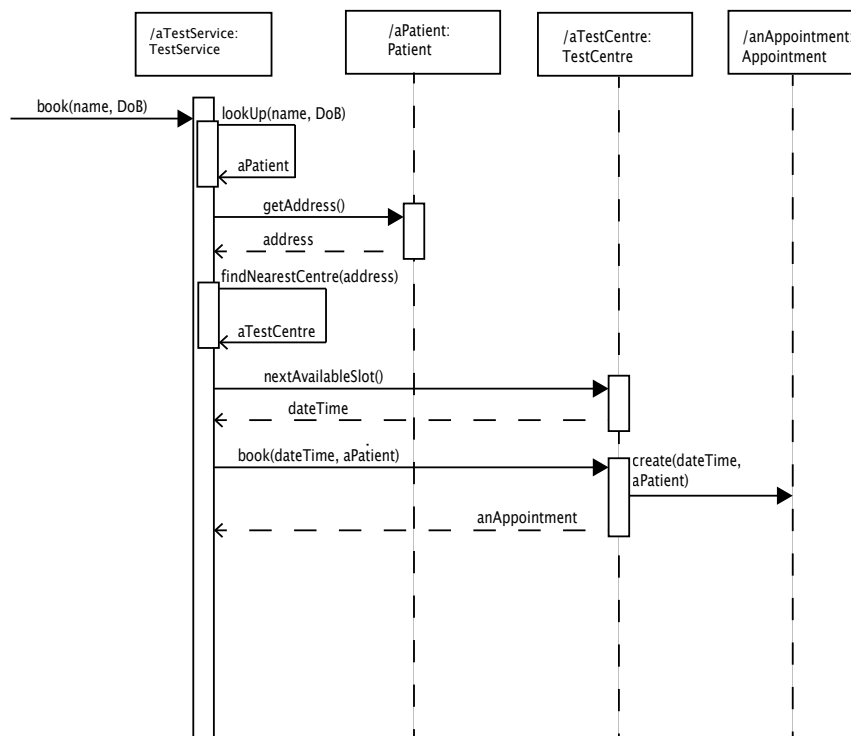 /aTestService:
TestService
/aPatient:
Patient
/aTestCentre:
TestCentre
/anAppointment:
Appointment
book(name, DoB)
lookUp(name, DoB)
aPatient
getAddress()
address
findNearestCentre(address)
aTestCentre
nextAvailableSlot()
dateTime
book(dateTime, aPatient)
create(dateTime,
aPatient)
anAppointment